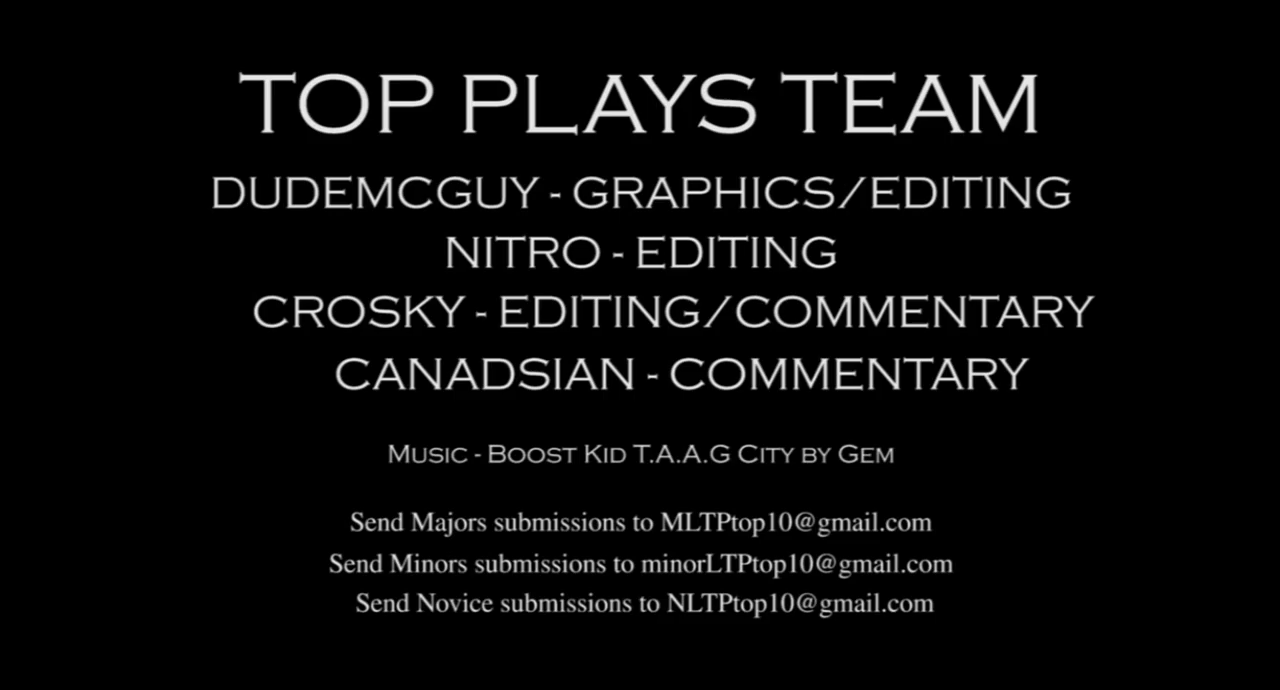 TOP PLAYS TEAM
DUDEMCGUY - GRAPHICS/EDITING
NITRO - EDITING
CROSKY - EDITING/COMMENTARY
CANADSIAN - COMMENTARY
MUSIC - BOOST KID T.A.A.G CITY BY GEM
Send Majors submissions to MLTPtop10@gmail.com
Send Minors submissions to minorLTPtop10@gmail.com
Send Novice submissions to NLTPtop10@gmail.com